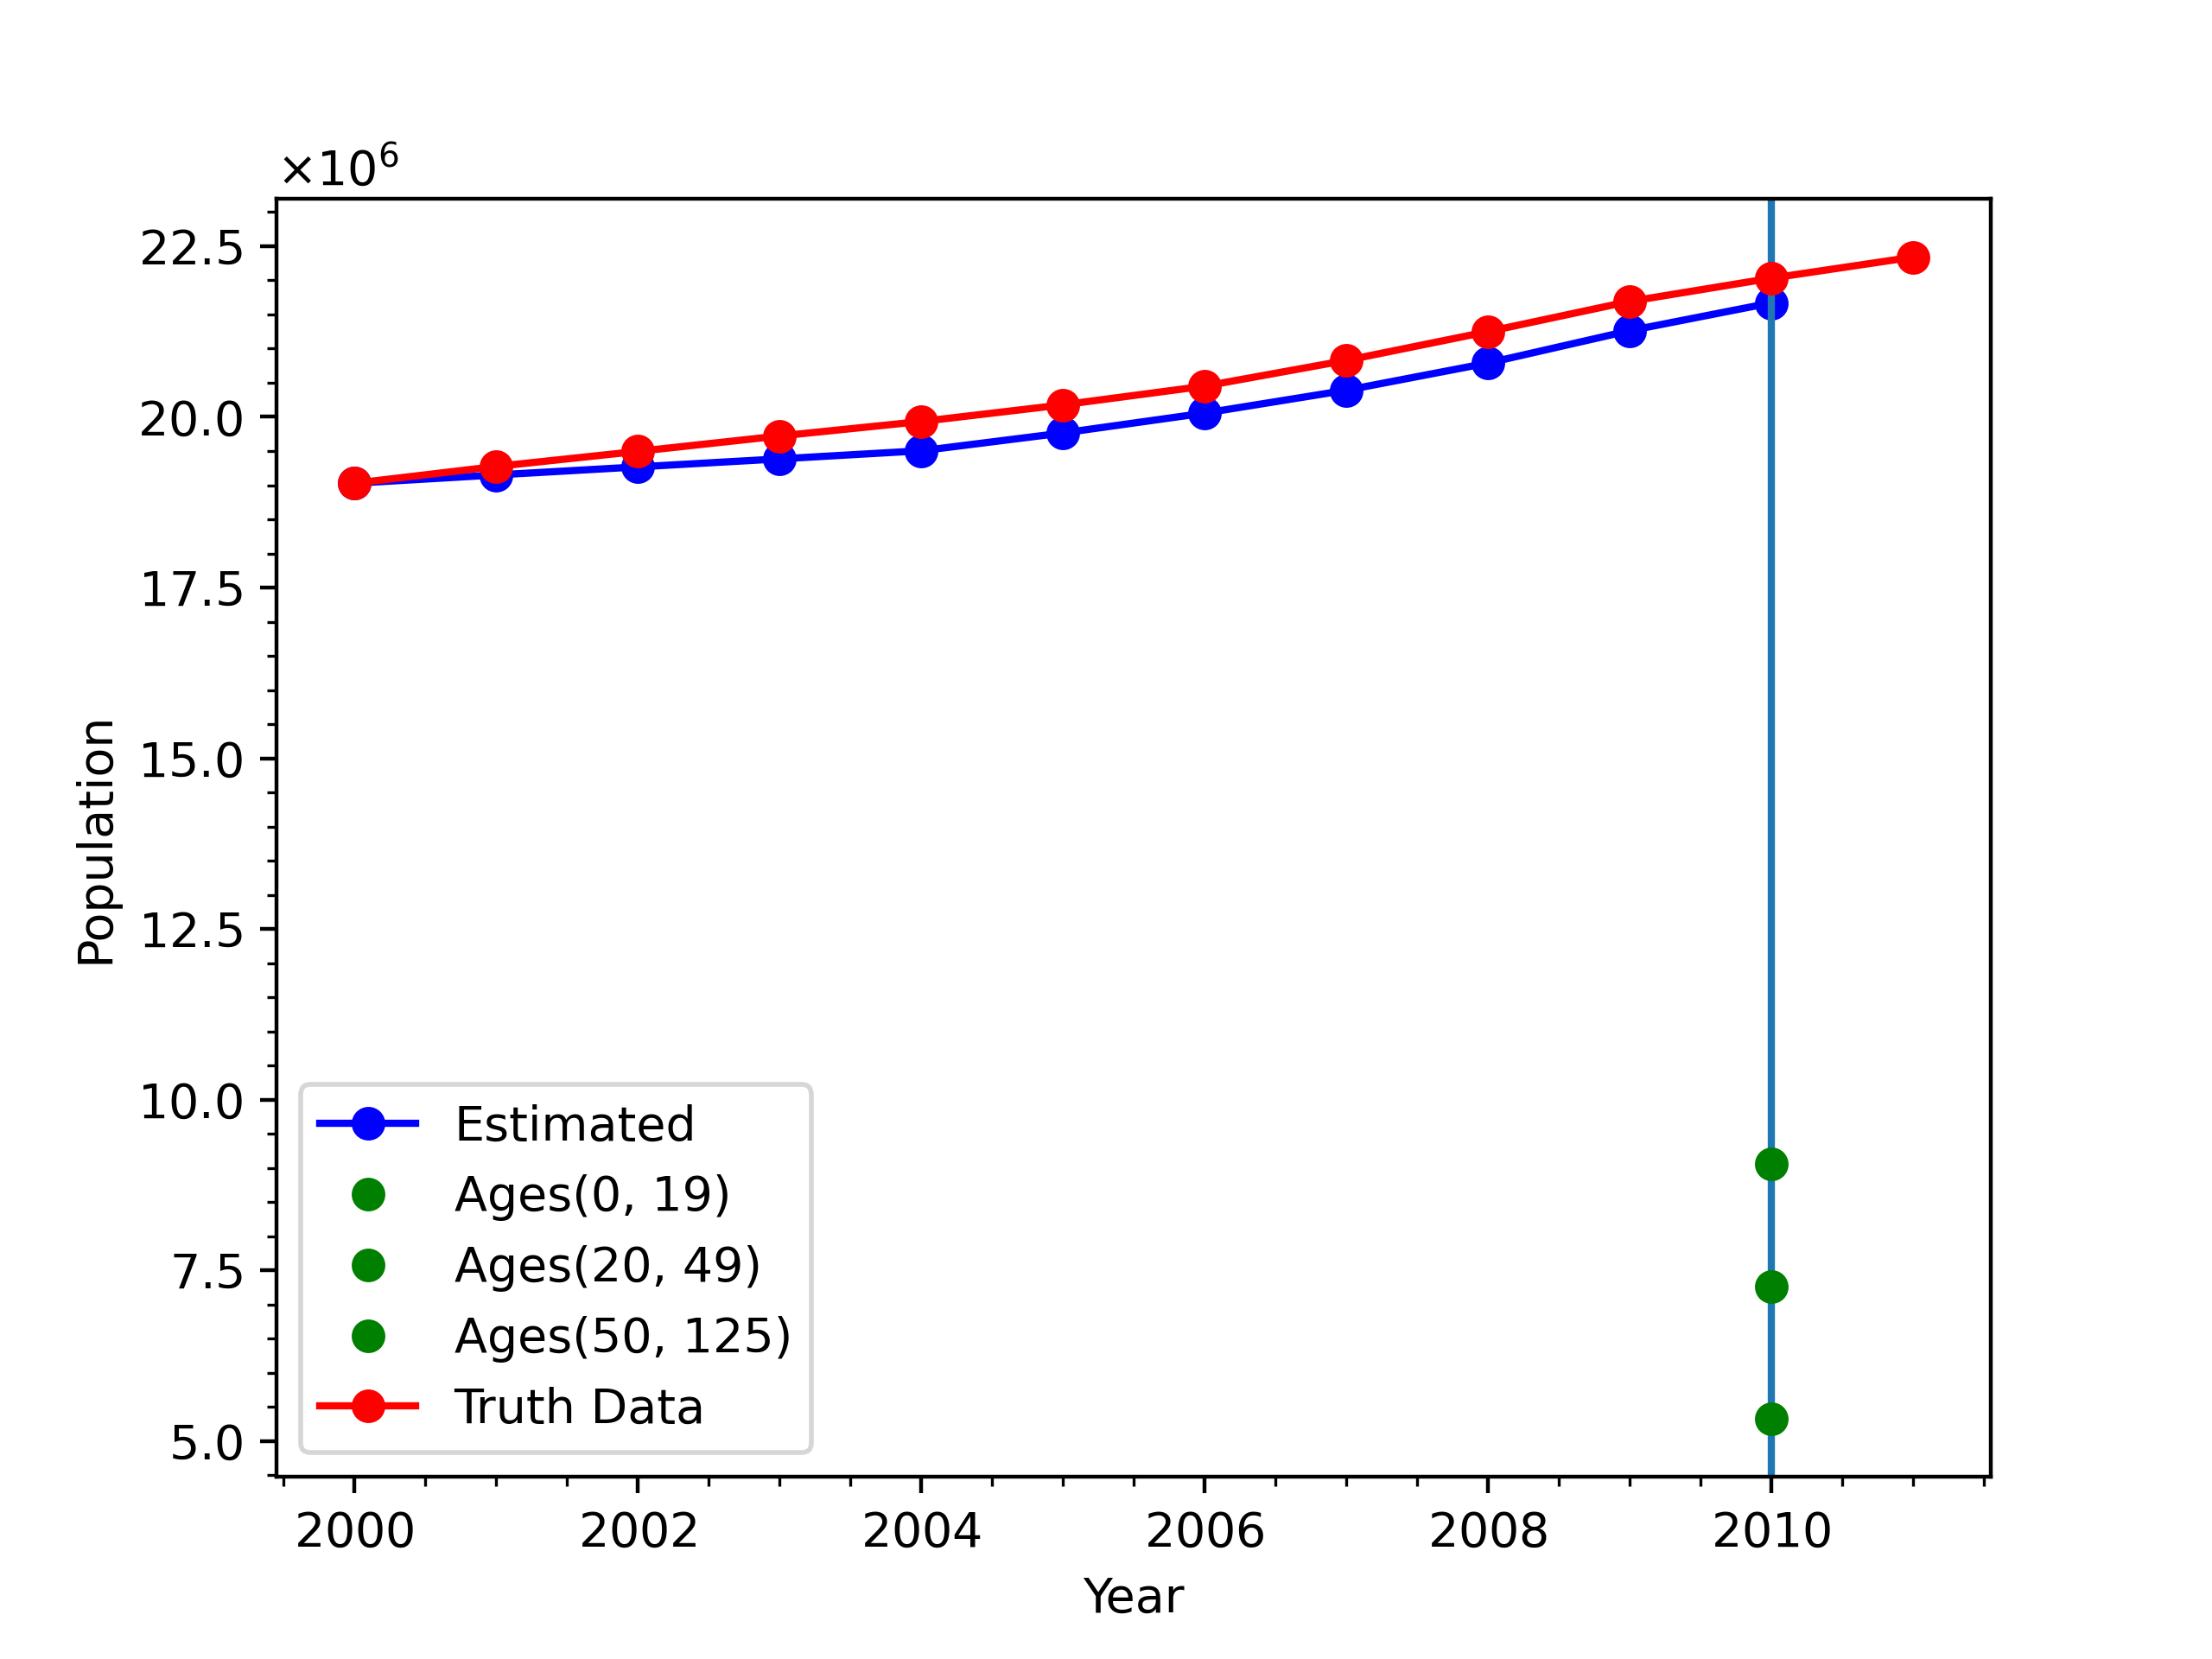 ×10⁶
22.5
20.0
17.5
15.0
12.5
10.0
7.5
5.0
Population
Estimated
Ages(0, 19)
Ages(20, 49)
Ages(50, 125)
Truth Data
2000 2002 2004 2006 2008 2010
Year